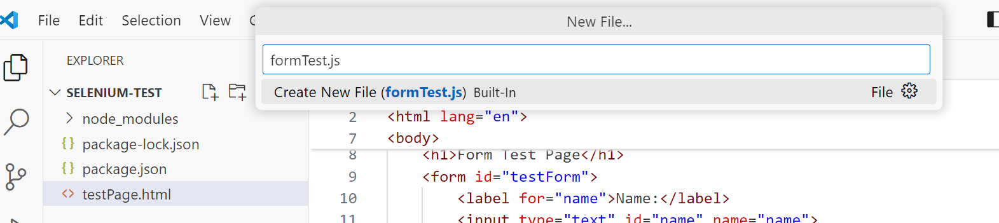 File Edit Selection View
New File...
formTest.js
Create New File (formTest.js) Built-In File
EXPLORER
SELENIUM-TEST
node_modules
package-lock.json
package.json
testPage.html
2 <html lang="en">
7 <body>
8 <h1>Form Test Page</h1>
9 <form id="testForm">
10 <label for="name">Name:</label>
11 <input type="text" id="name" name="name">